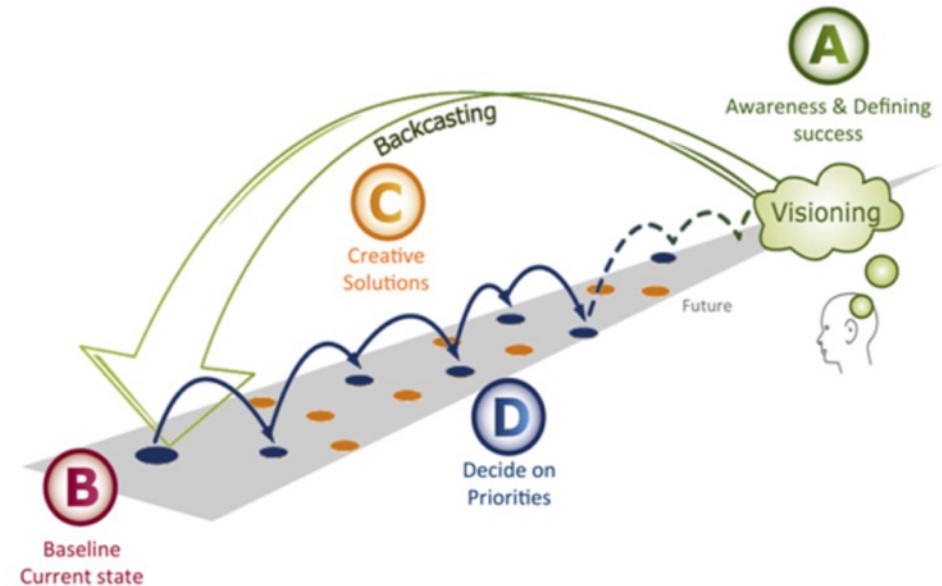 A
Awareness & Defining
success
Backcasting
Visioning
C
Creative
Solutions
Future
D
Decide on
Priorities
B
Baseline
Current state